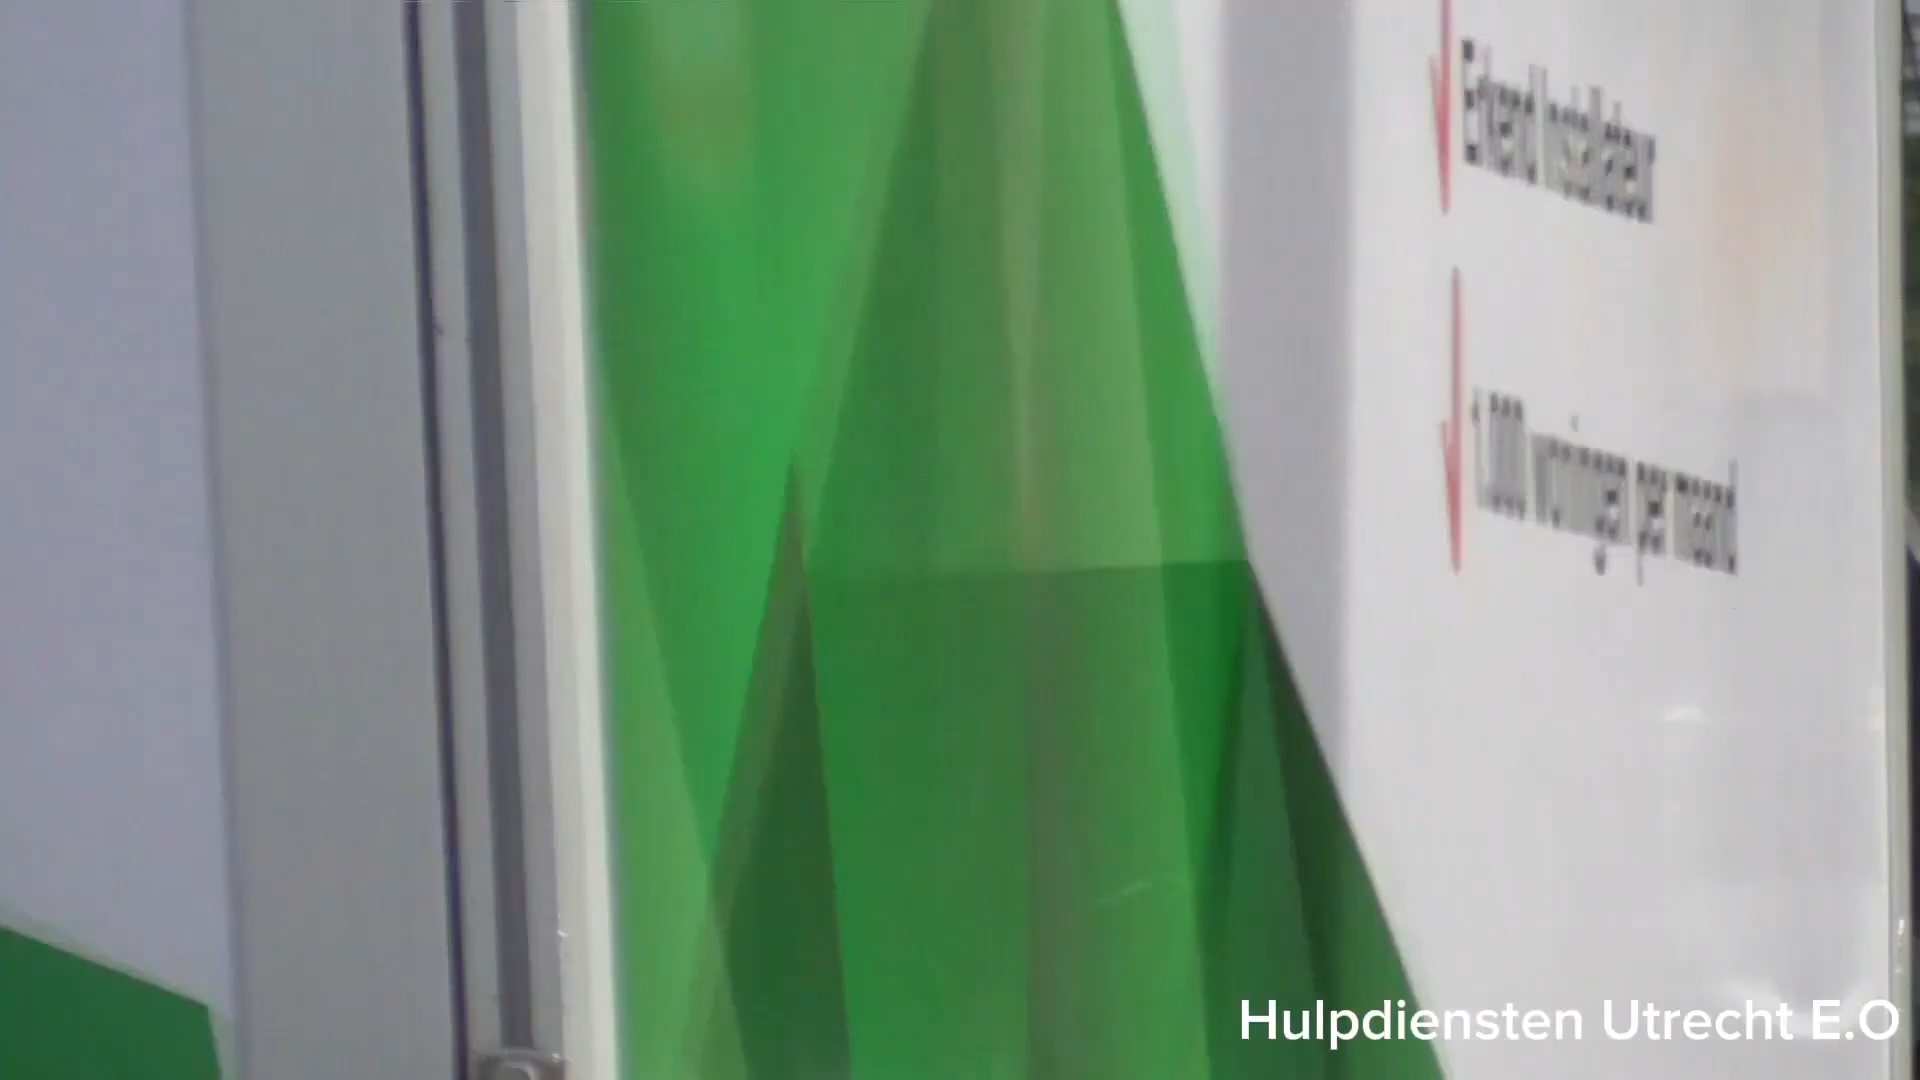 Erkend Installateur
1.000 woningen per maand
Hulpdiensten Utrecht E.O